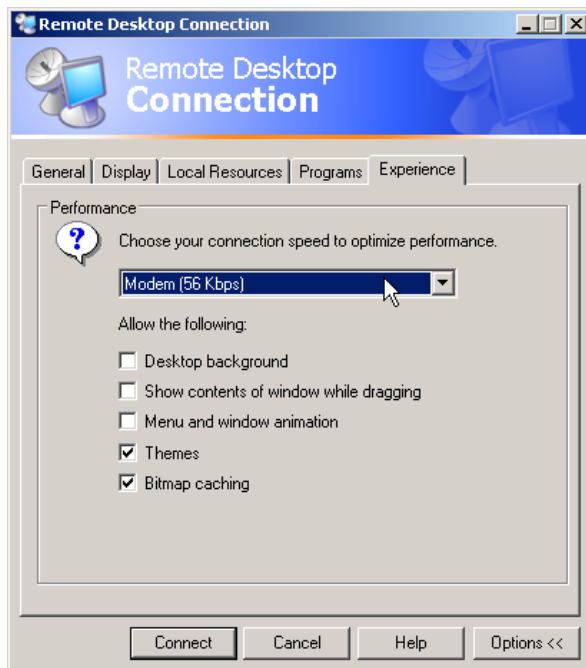 Remote Desktop Connection
Remote Desktop
Connection
General Display Local Resources Programs Experience
Performance
?
Choose your connection speed to optimize performance.
Modem (56 Kbps)
Allow the following:
Desktop background
Show contents of window while dragging
Menu and window animation
Themes
Bitmap caching
Connect Cancel Help Options <<